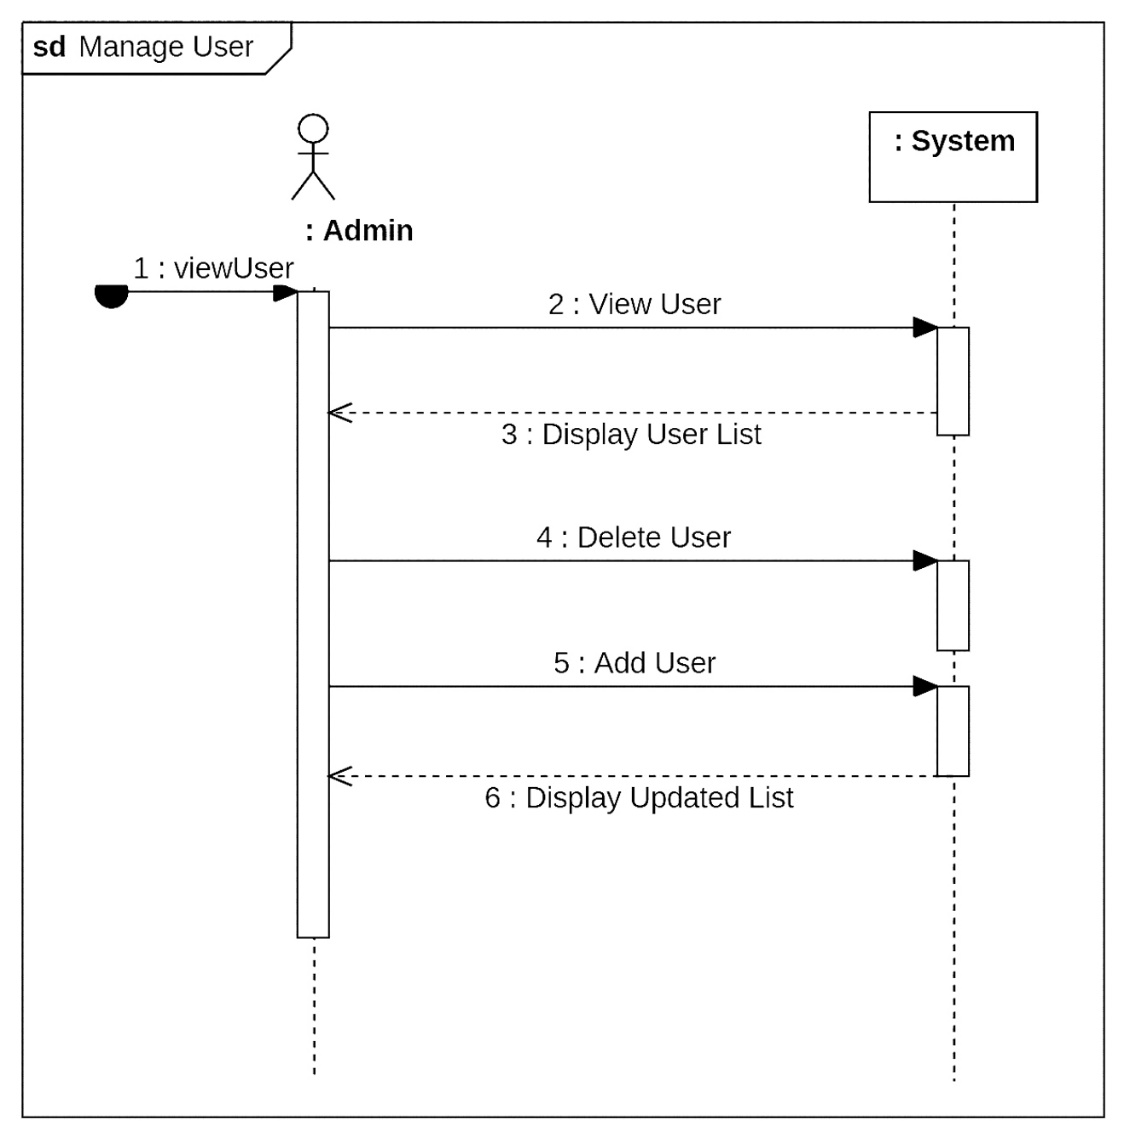 sd Manage User
: System
: Admin
1 : viewUser
2 : View User
3 : Display User List
4 : Delete User
5 : Add User
6 : Display Updated List